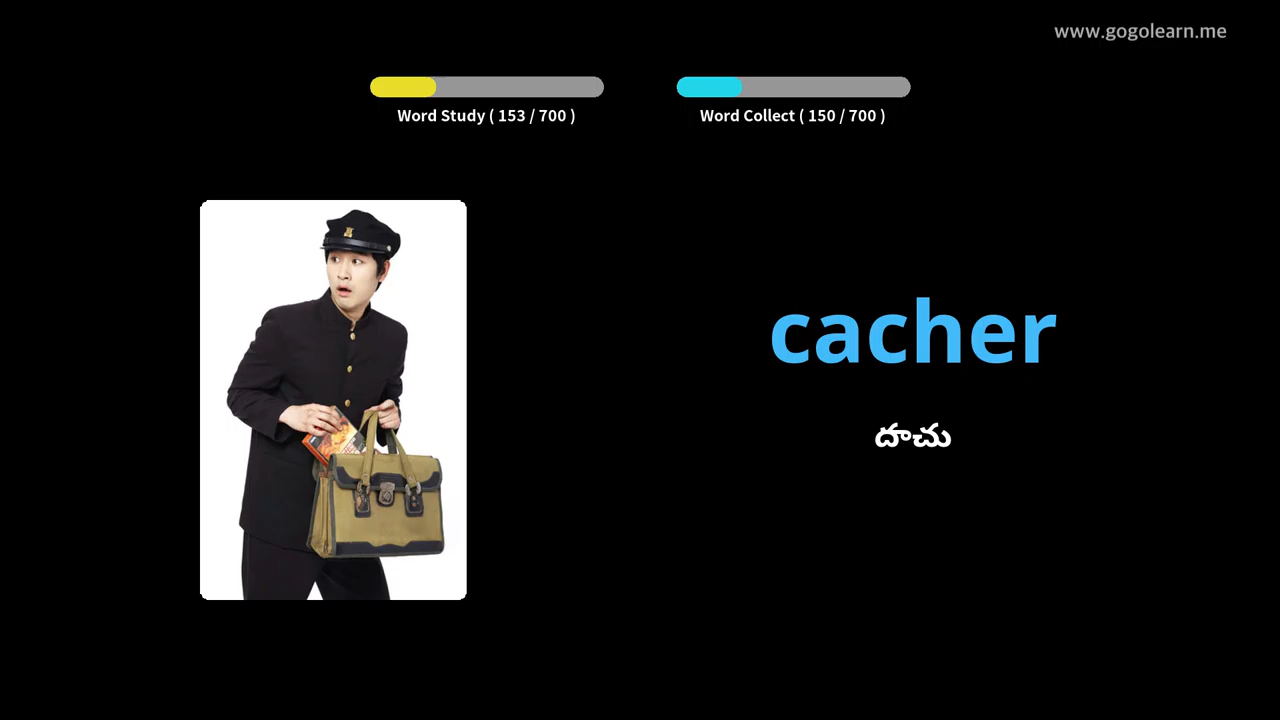 www.gogolearn.me
Word Study ( 153 / 700 )
Word Collect ( 150 / 700 )
cacher
దాచు